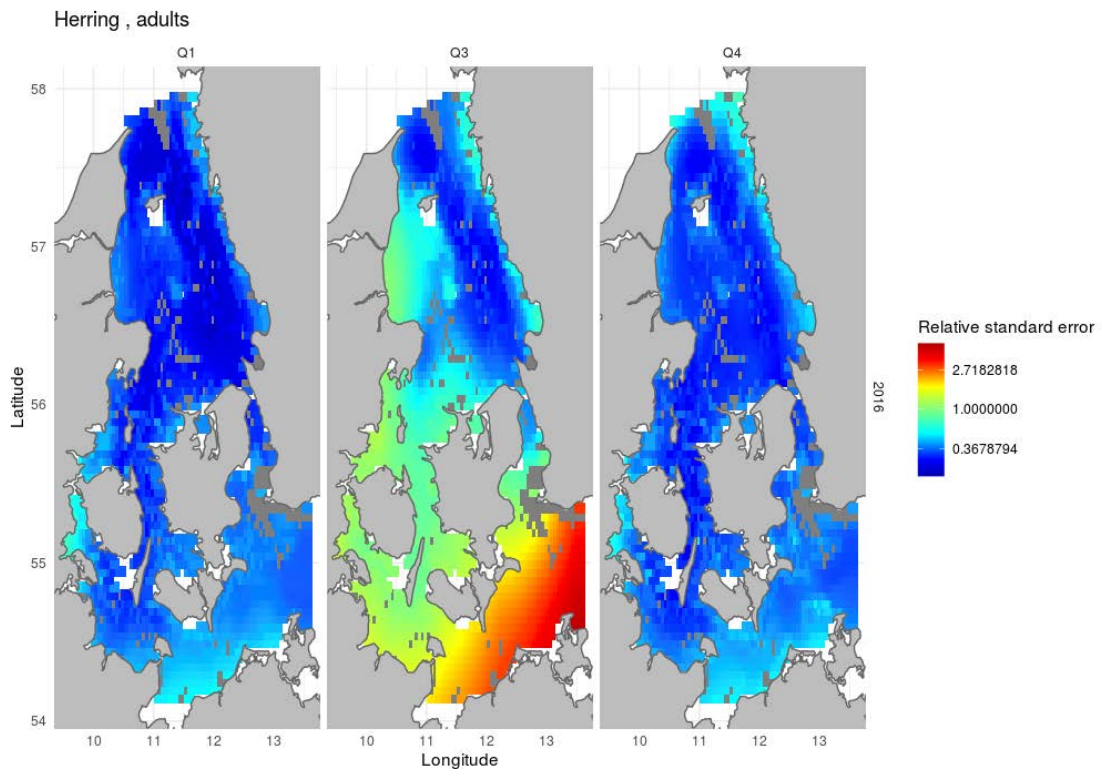 Herring , adults
Q1 Q3 Q4
58
57
56
55
54
Latitude
10 11 12 13 10 11 12 13 10 11 12 13
Longitude
2016
Relative standard error
2.7182818
1.0000000
0.3678794